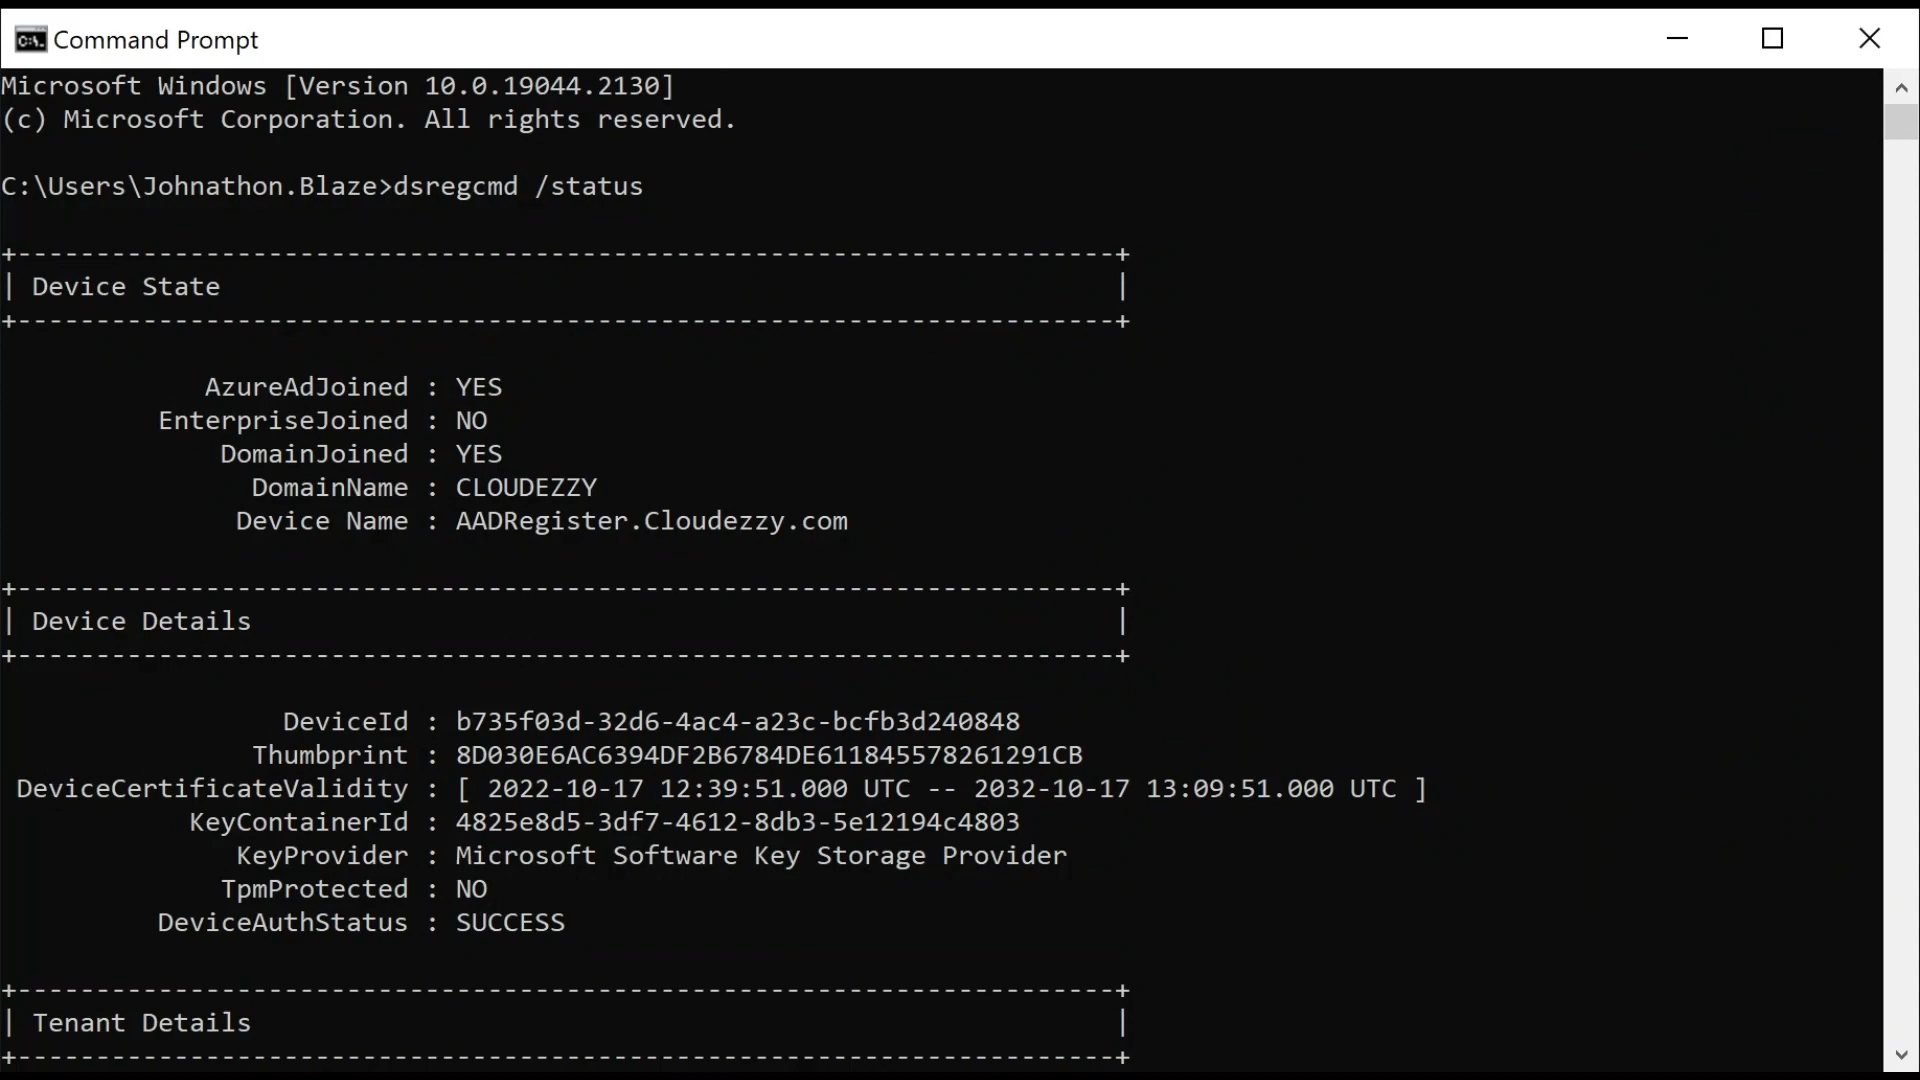 Command Prompt
Microsoft Windows [Version 10.0.19044.2130]
(c) Microsoft Corporation. All rights reserved.
C:\Users\Johnathon.Blaze>dsregcmd /status
+----------------------------------------------------------------------+
| Device State                                                         |
+----------------------------------------------------------------------+
AzureAdJoined : YES
EnterpriseJoined : NO
DomainJoined : YES
DomainName : CLOUDEZZY
Device Name : AADRegister.Cloudezzy.com
+----------------------------------------------------------------------+
| Device Details                                                       |
+----------------------------------------------------------------------+
DeviceId : b735f03d-32d6-4ac4-a23c-bcfb3d240848
Thumbprint : 8D030E6AC6394DF2B6784DE611845578261291CB
DeviceCertificateValidity : [ 2022-10-17 12:39:51.000 UTC -- 2032-10-17 13:09:51.000 UTC ]
KeyContainerId : 4825e8d5-3df7-4612-8db3-5e12194c4803
KeyProvider : Microsoft Software Key Storage Provider
TpmProtected : NO
DeviceAuthStatus : SUCCESS
+----------------------------------------------------------------------+
| Tenant Details                                                       |
+----------------------------------------------------------------------+